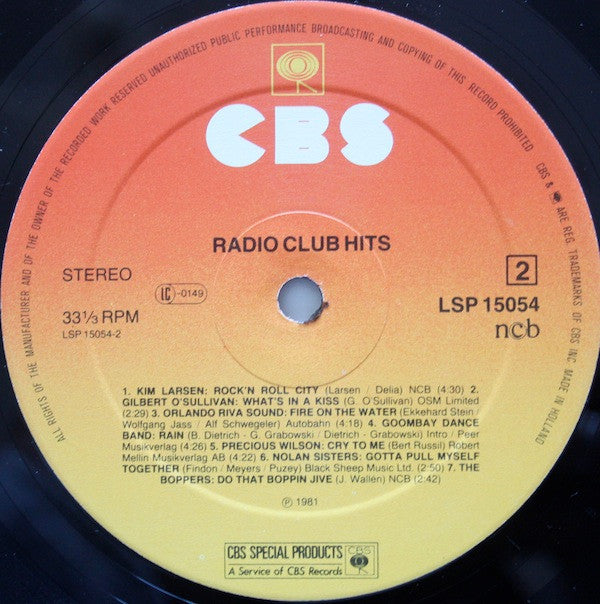 ALL RIGHTS OF THE MANUFACTURER AND OF THE OWNER OF THE RECORDED WORK RESERVED UNAUTHORIZED PUBLIC PERFORMANCE BROADCASTING AND COPYING OF THIS RECORD PROHIBITED
CBS & ARE REG. TRADEMARKS OF CBS INC MADE IN HOLLAND
CBS
RADIO CLUB HITS
STEREO
IC -0149
2
33 1/3 RPM
LSP 15054-2
LSP 15054
ncb
1. KIM LARSEN: ROCK'N ROLL CITY (Larsen / Delia) NCB (4:30) 2.
GILBERT O'SULLIVAN: WHAT'S IN A KISS (G. O'Sullivan) OSM Limited
(2:29) 3. ORLANDO RIVA SOUND: FIRE ON THE WATER (Ekkehard Stein /
Wolfgang Jass / Alf Schwegeler) Autobahn (4:18) 4. GOOMBAY DANCE
BAND: RAIN (B. Dietrich - G. Grabowski / Dietrich - Grabowski) Intro / Peer
Musikverlag (4:26) 5. PRECIOUS WILSON: CRY TO ME (Bert Russil) Robert
Mellin Musikverlag AB (4:22) 6. NOLAN SISTERS: GOTTA PULL MYSELF
TOGETHER (Findon / Meyers / Puzey) Black Sheep Music Ltd. (2:50) 7. THE
BOPPERS: DO THAT BOPPIN JIVE (J. Wallén) NCB (2:42)
℗ 1981
CBS SPECIAL PRODUCTS
A Service of CBS Records
CBS